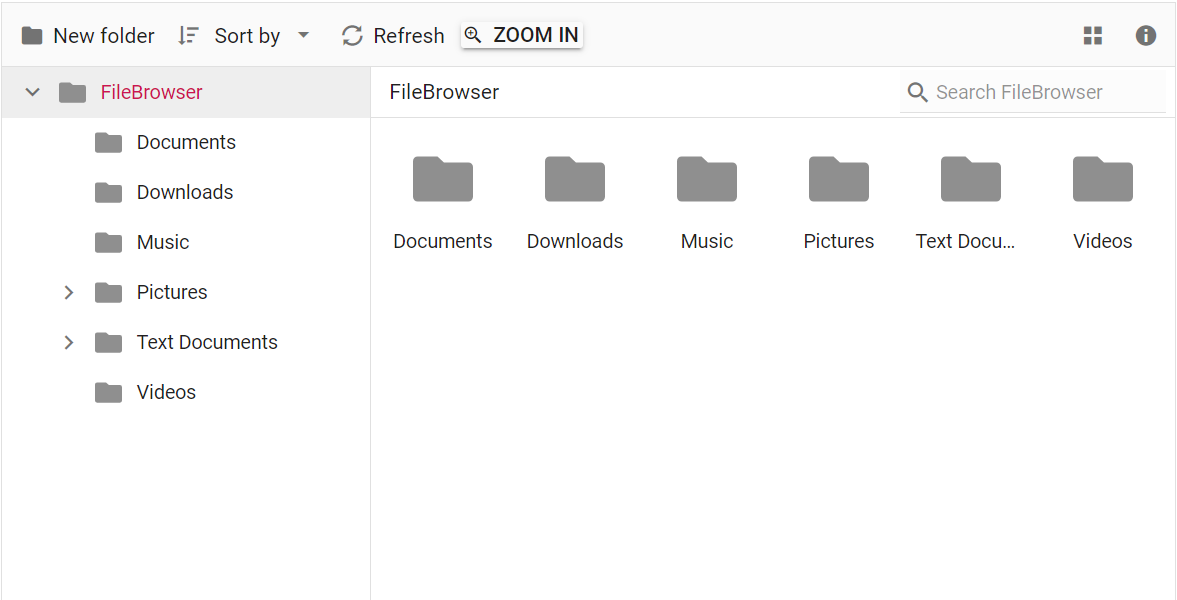 New folder Sort by Refresh ZOOM IN
FileBrowser
Documents
Downloads
Music
Pictures
Text Documents
Videos
FileBrowser Search FileBrowser
Documents Downloads Music Pictures Text Docu... Videos